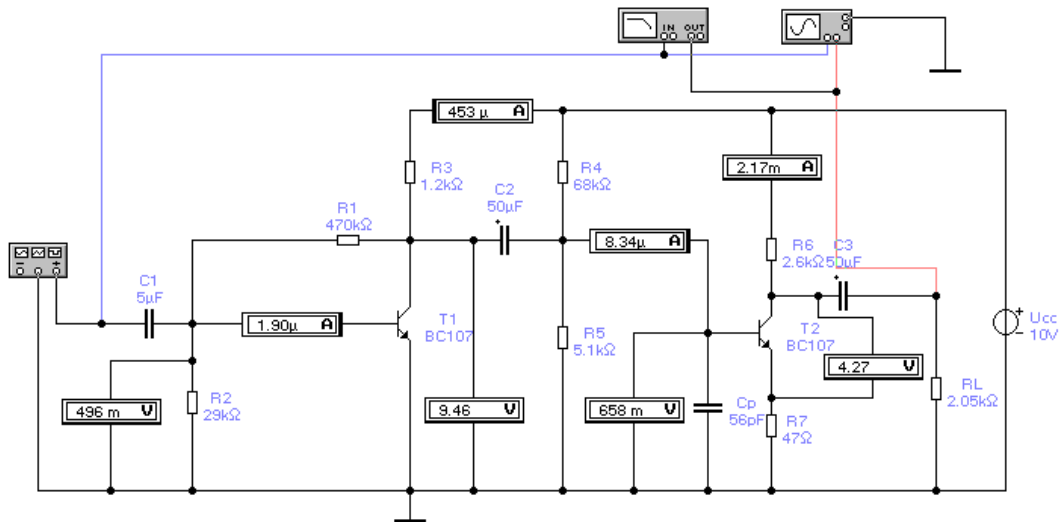 IN OUT
453 µ A
R3
1.2kΩ
R4
68kΩ
2.17m A
C2
50µF
R1
470kΩ
8.34µ A
R6
2.6kΩ
C3
50uF
C1
5µF
1.90µ A
T1
BC107
R5
5.1kΩ
T2
BC107
Ucc
10V
4.27 V
R2
29kΩ
496 m V
9.46 V
658 m V
Cp
56pF
R7
47Ω
RL
2.05kΩ